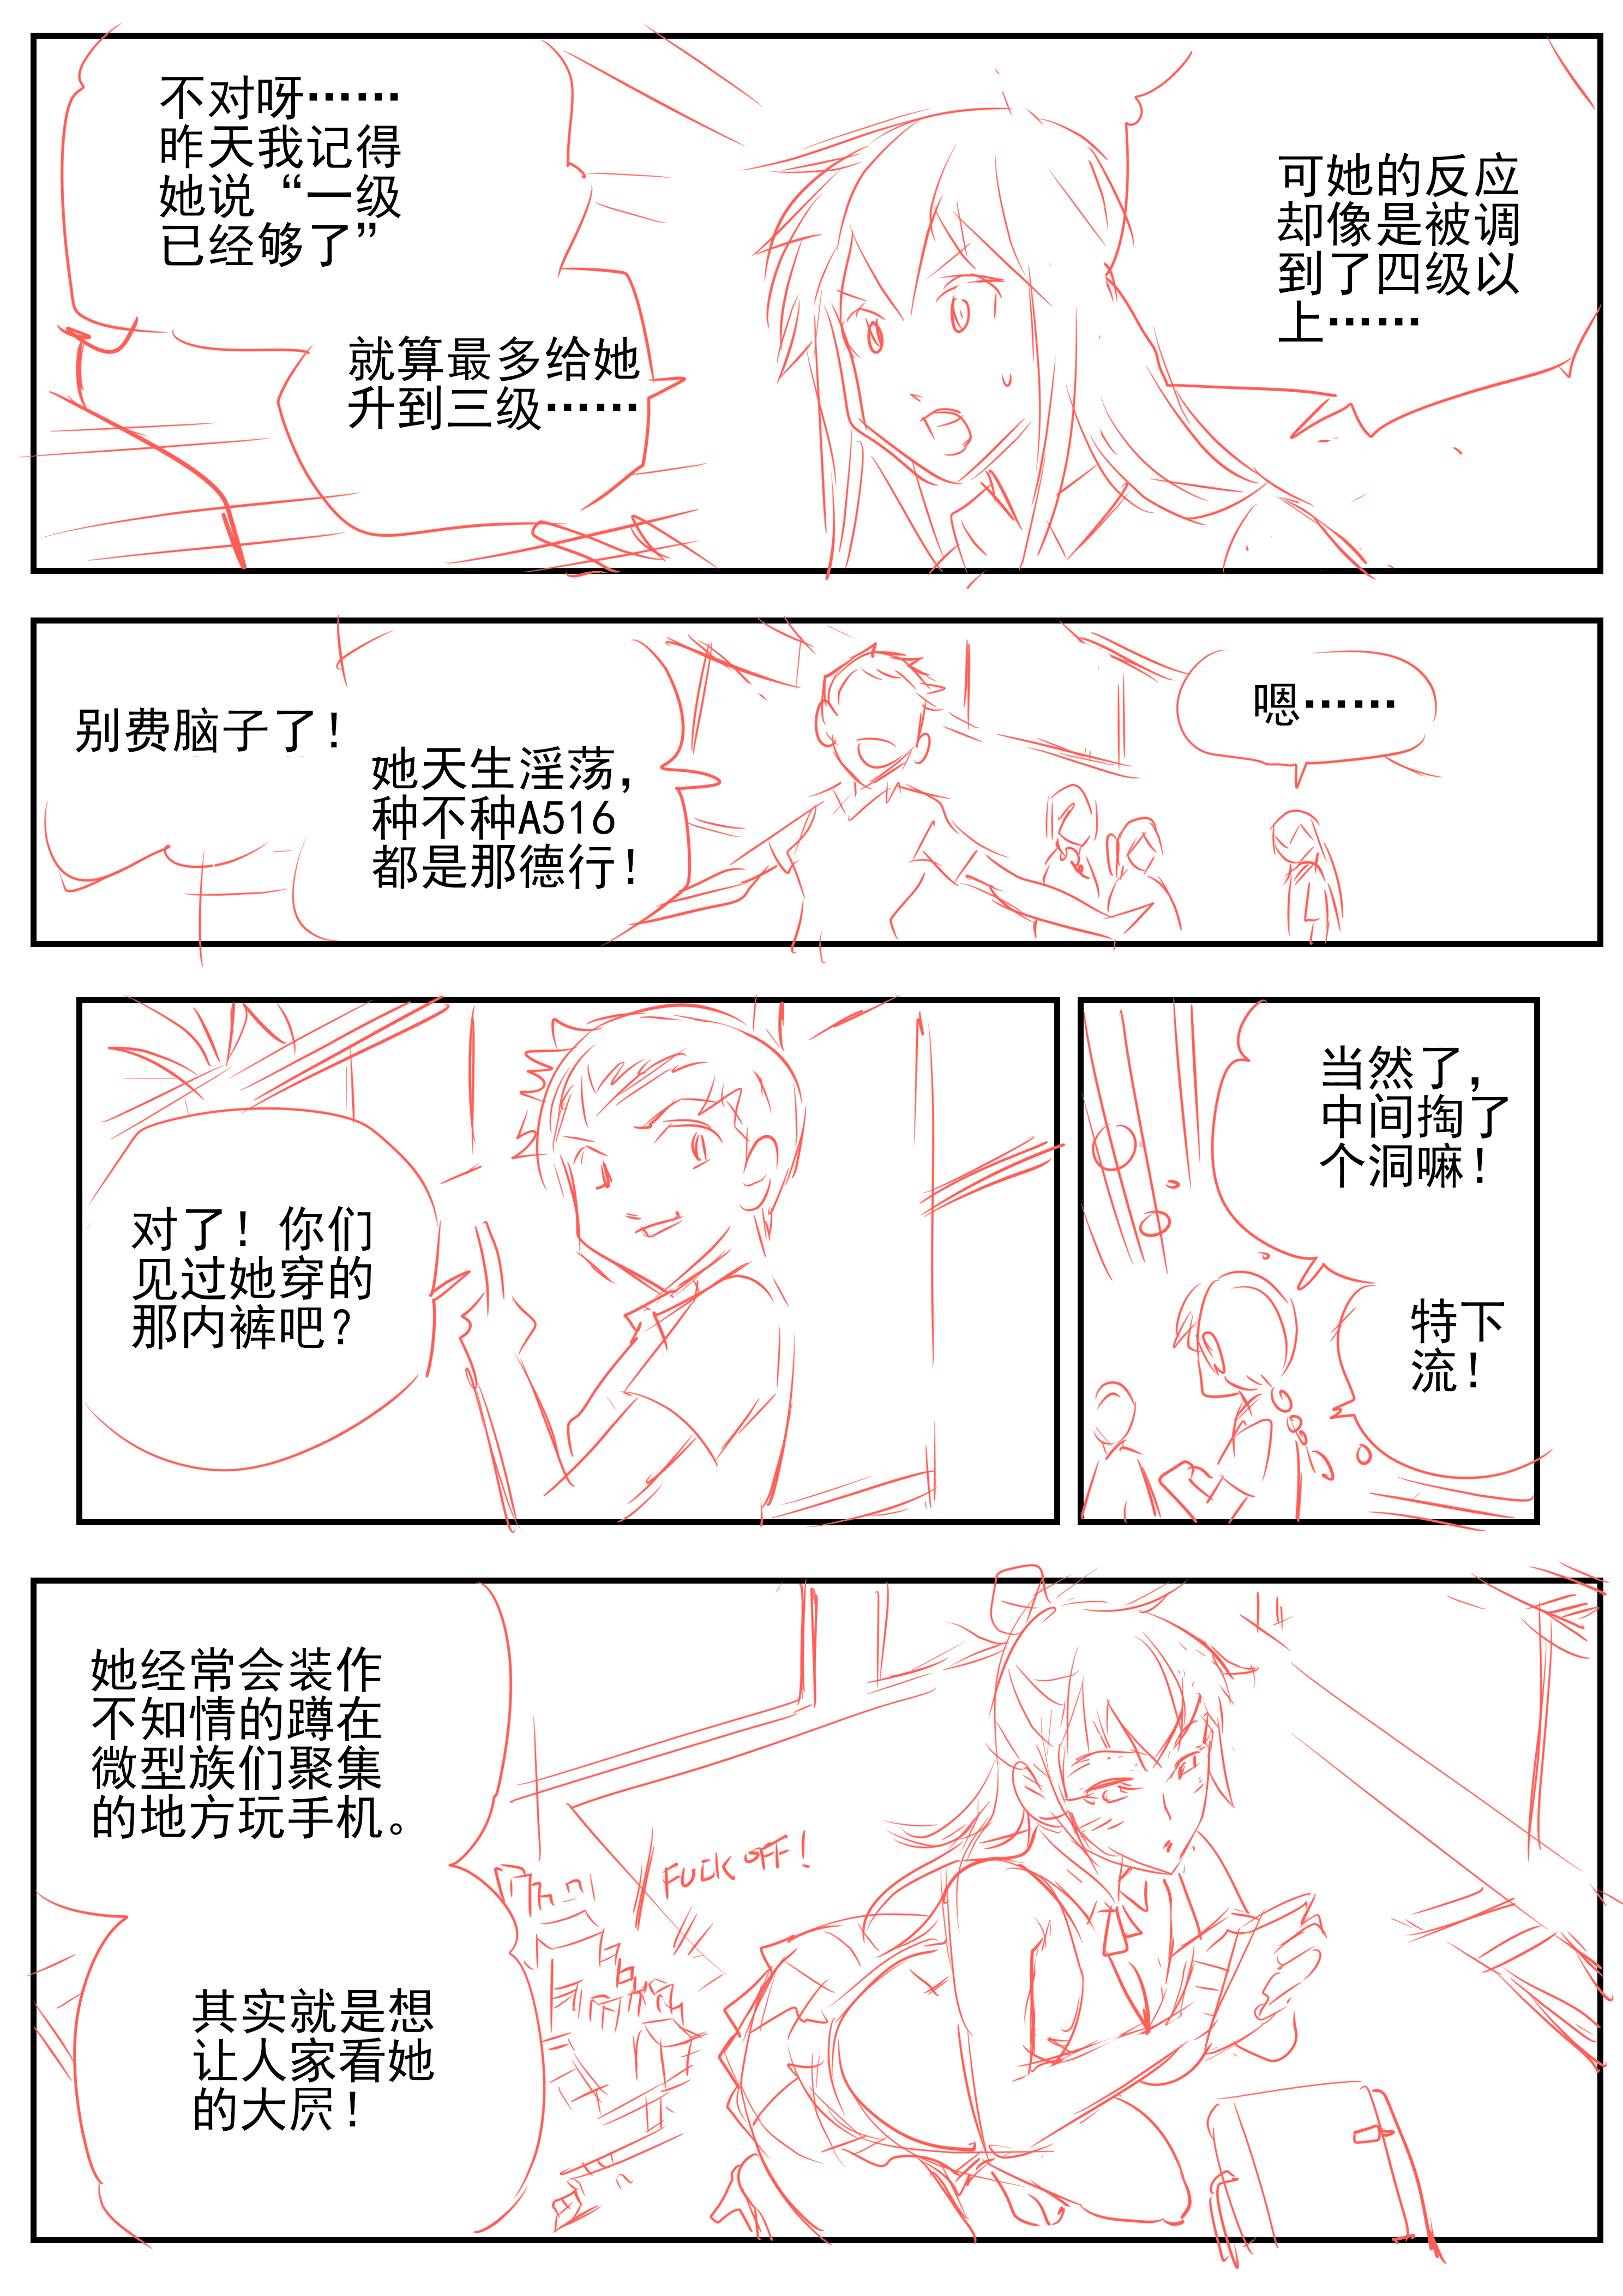 不对呀……
昨天我记得
她说“一级
已经够了”
就算最多给她
升到三级……
可她的反应
却像是被调
到了四级以
上……
别费脑子了！
她天生淫荡，
种不种A516
都是那德行！
嗯……
对了！你们
见过她穿的
那内裤吧？
当然了，
中间掏了
个洞嘛！
特下
流！
她经常会装作
不知情的蹲在
微型族们聚集
的地方玩手机。
FUCK OFF!
其实就是想
让人家看她
的大屄！